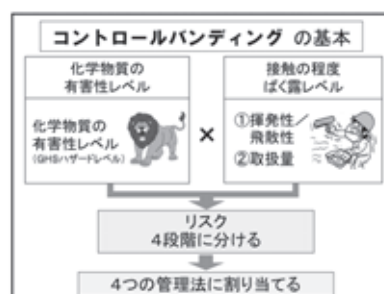 コントロールバンディング の基本
化学物質の
有害性レベル
化学物質の
有害性レベル
(GHSハザードレベル)
×
接触の程度
ばく露レベル
①揮発性／
飛散性
②取扱量
リスク
4段階に分ける
4つの管理法に割り当てる